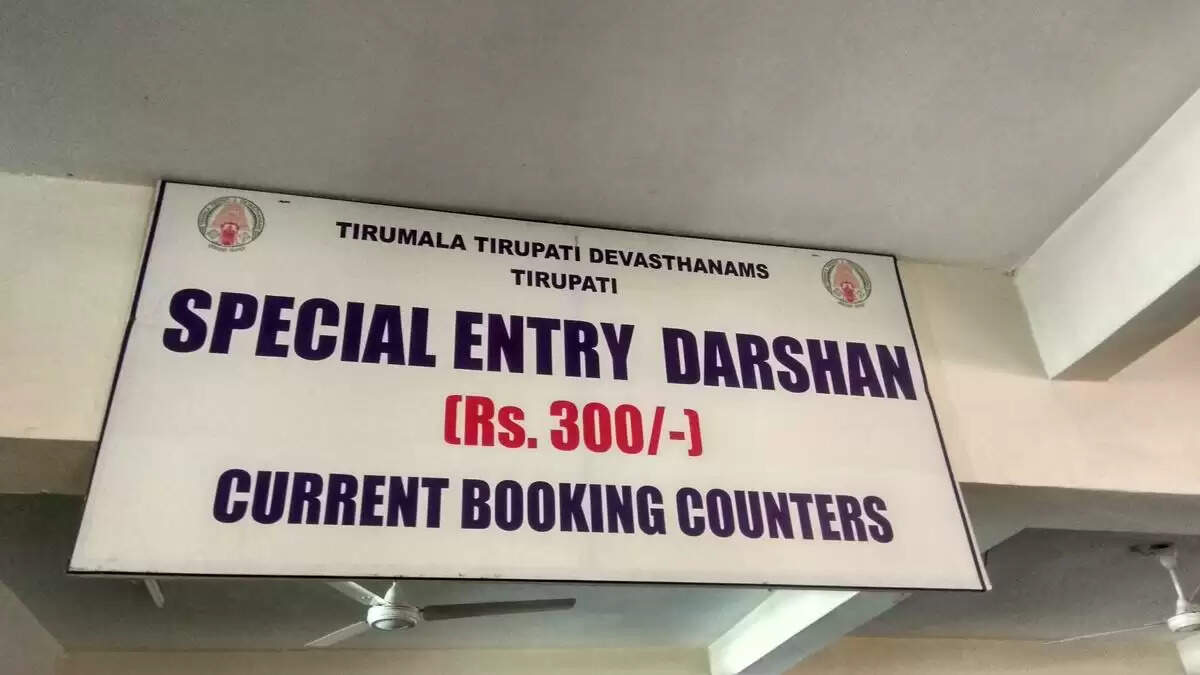 TIRUMALA TIRUPATI DEVASTHANAMS
TIRUPATI
SPECIAL ENTRY DARSHAN
(Rs. 300/-)
CURRENT BOOKING COUNTERS